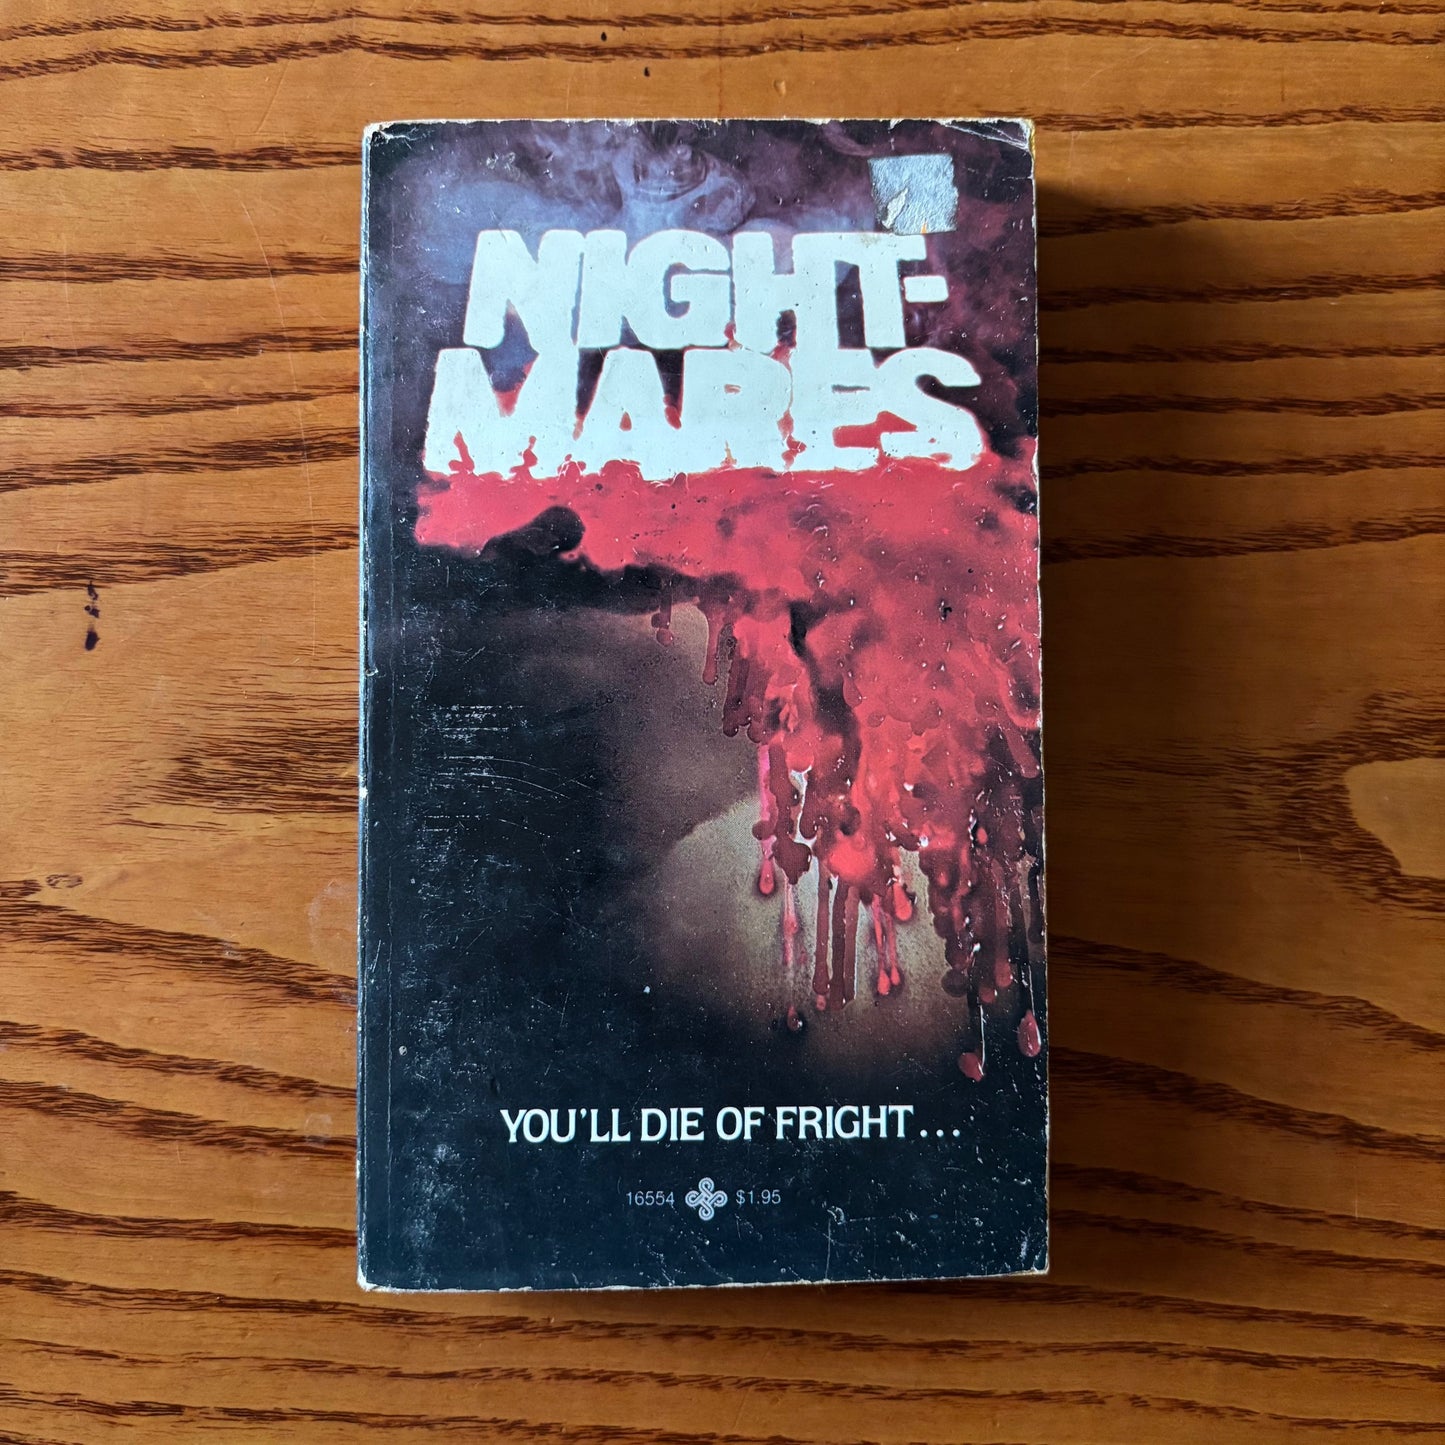 NIGHT-
MARES
YOU'LL DIE OF FRIGHT...
16554 $1.95